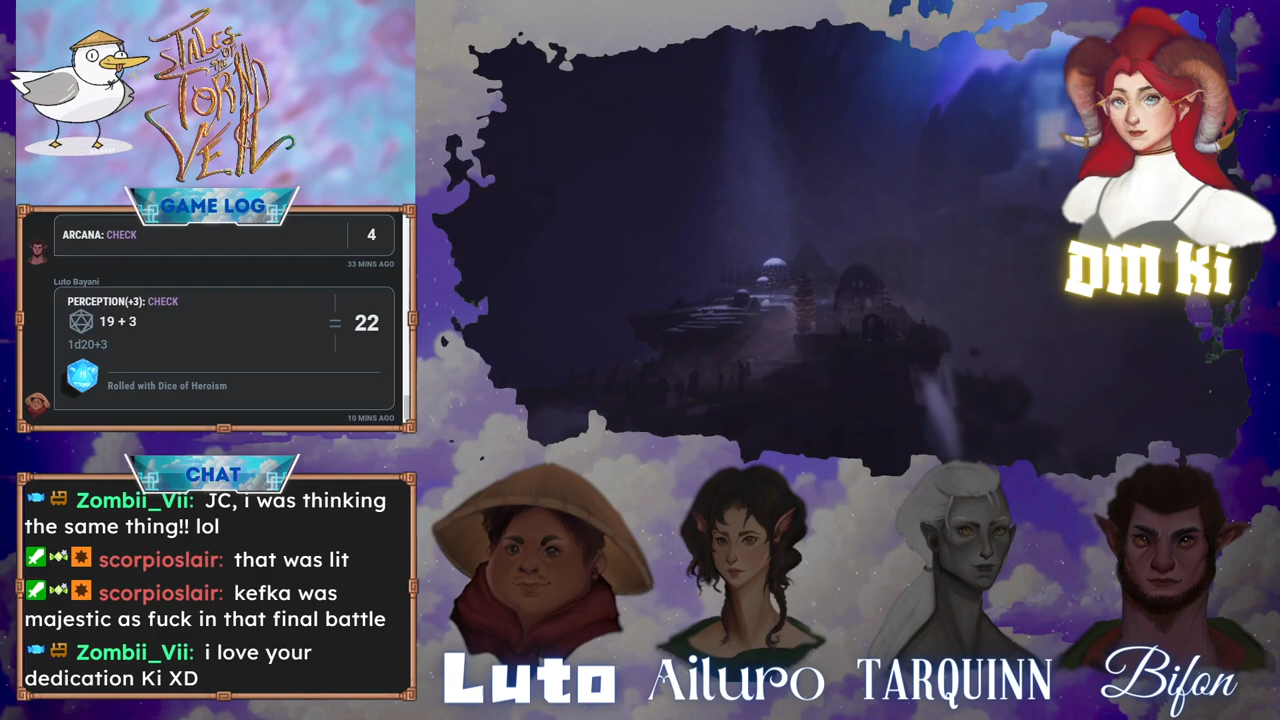 TALES
OF THE
TORN
VEIL
GAME LOG
ARCANA: CHECK
4
33 MINS AGO
Luto Bayani
PERCEPTION(+3): CHECK
19 + 3
=
22
1d20+3
19
Rolled with Dice of Heroism
10 MINS AGO
CHAT
Zombii_Vii: JC, i was thinking
the same thing!! lol
scorpioslair: that was lit
scorpioslair: kefka was
majestic as fuck in that final battle
Zombii_Vii: i love your
dedication Ki XD
DM Ki
Luto
Ailuro
TARQUINN
Bifon